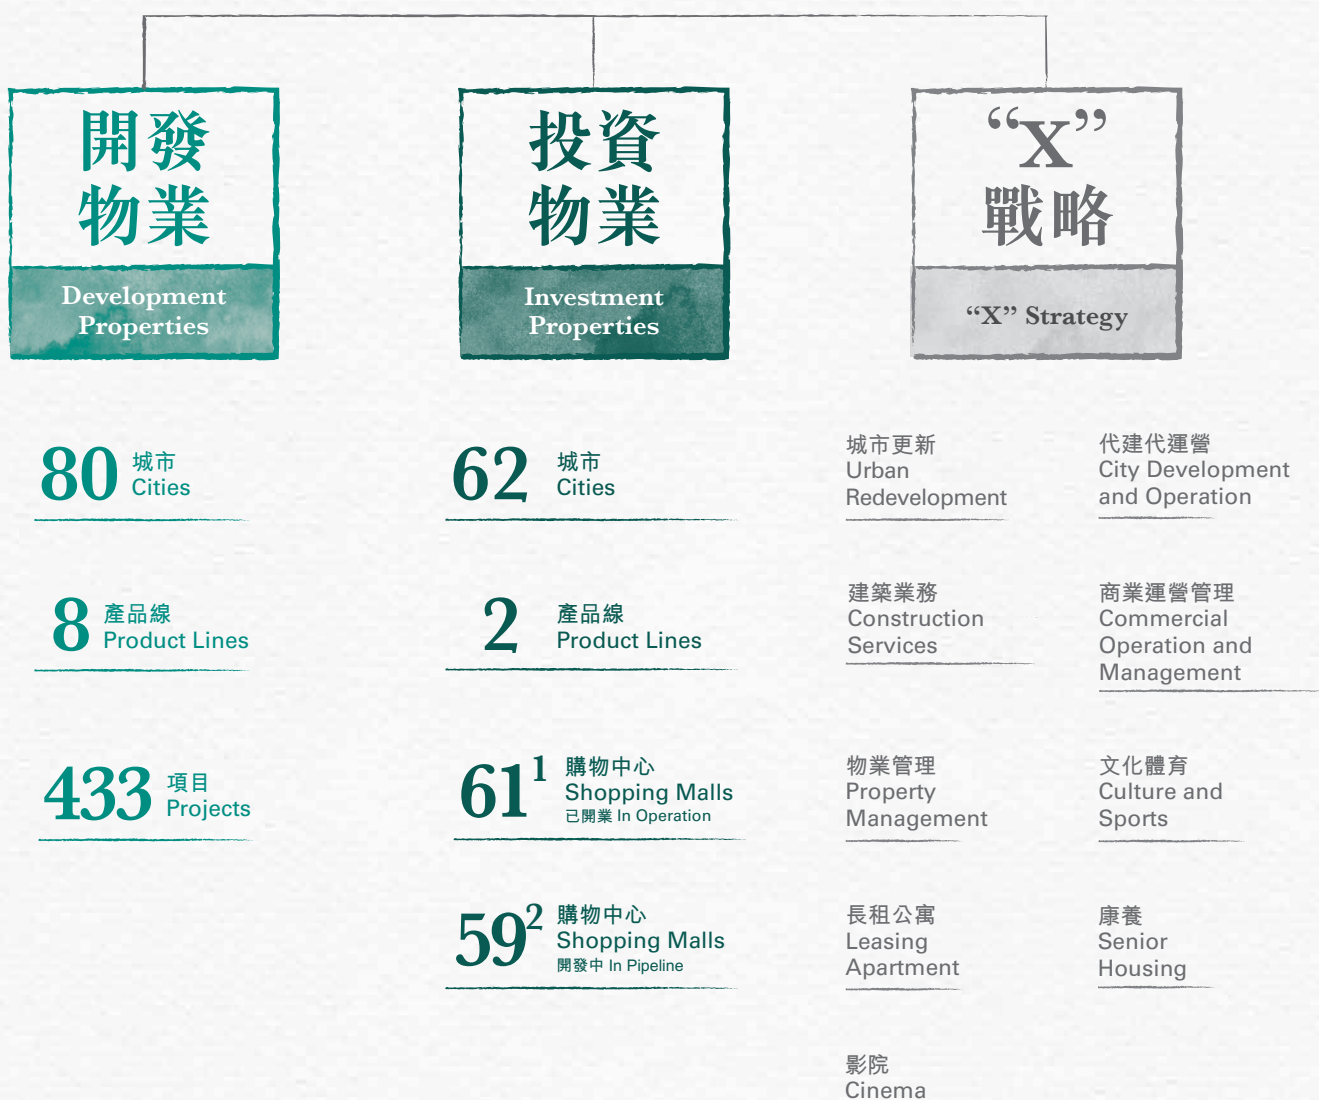 開發
物業
Development
Properties
80 城市
Cities
8 產品線
Product Lines
433 項目
Projects
投資
物業
Investment
Properties
62 城市
Cities
2 產品線
Product Lines
61¹ 購物中心
Shopping Malls
已開業 In Operation
59² 購物中心
Shopping Malls
開發中 In Pipeline
“X”
戰略
“X” Strategy
城市更新
Urban
Redevelopment
代建代運營
City Development
and Operation
建築業務
Construction
Services
商業運營管理
Commercial
Operation and
Management
物業管理
Property
Management
文化體育
Culture and
Sports
長租公寓
Leasing
Apartment
康養
Senior
Housing
影院
Cinema